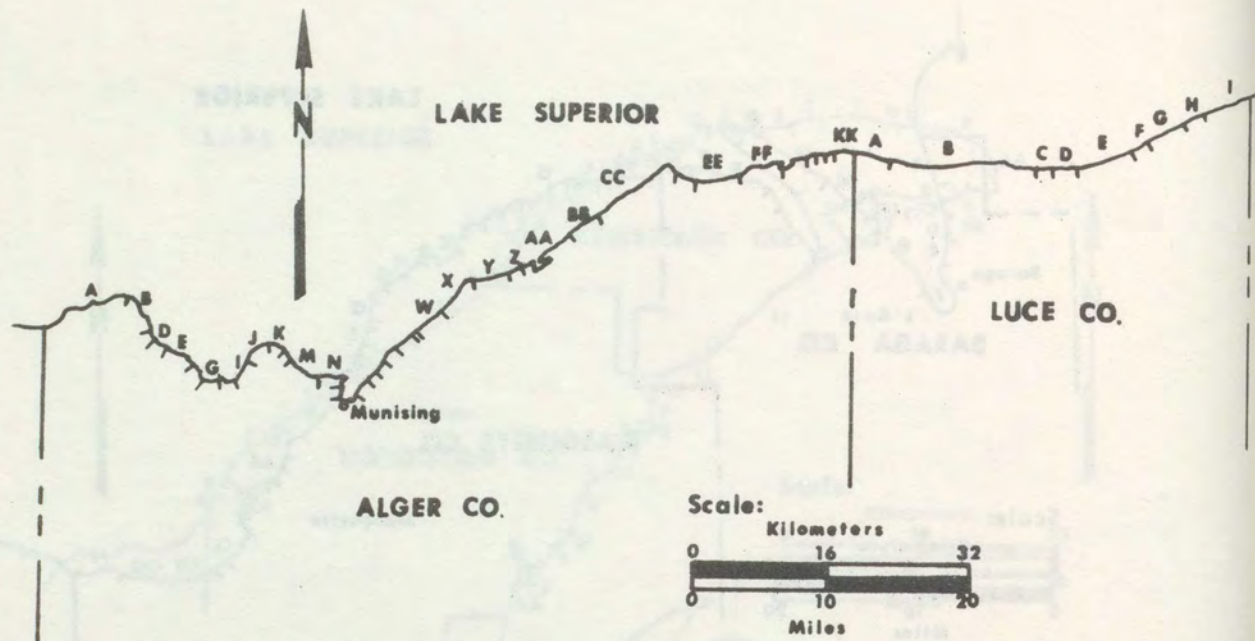 N
LAKE SUPERIOR
A
B
D
E
G
I
J
K
M
N
Munising
W
X
Y
Z
AA
BB
CC
EE
FF
KK
A
B
C
D
E
F
G
H
I
LUCE CO.
ALGER CO.
Scale:
Kilometers
0 16 32
0 10 20
Miles